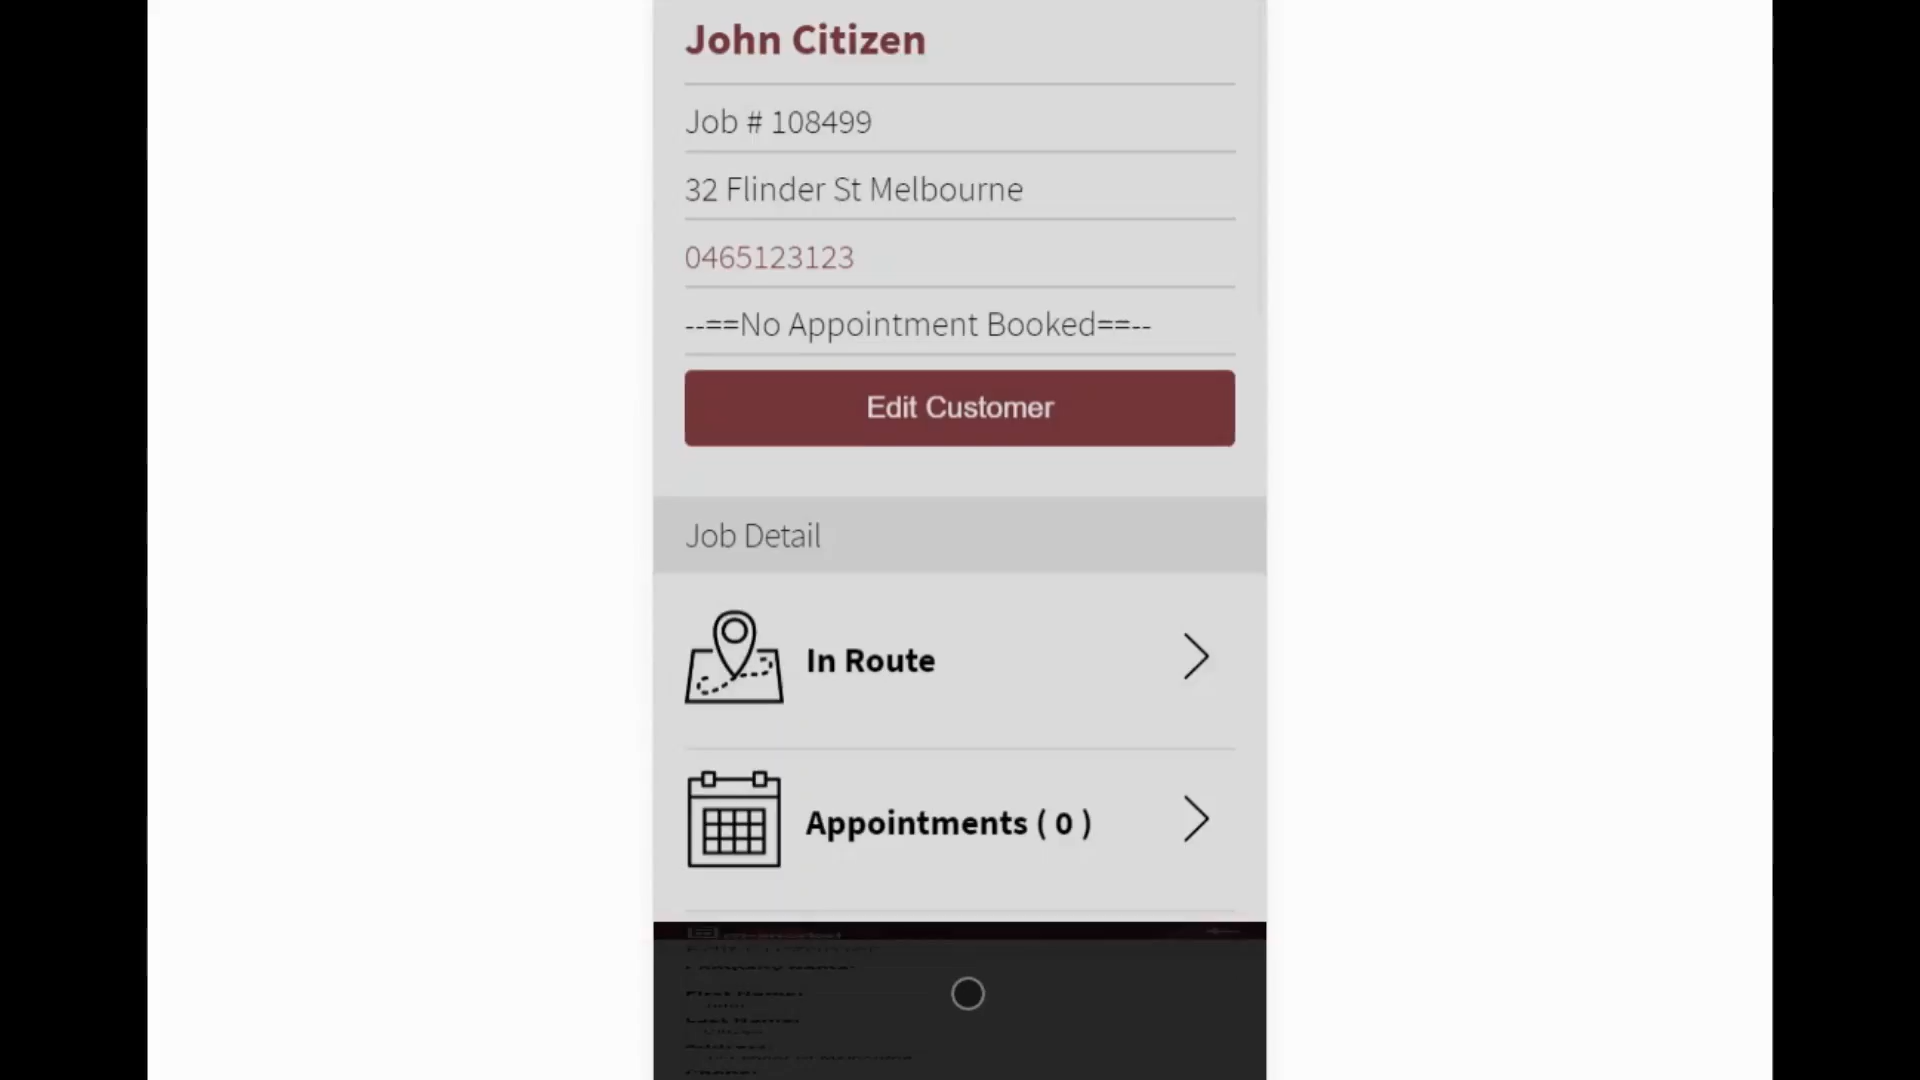 John Citizen
Job # 108499
32 Flinder St Melbourne
0465123123
--==No Appointment Booked==--
Edit Customer
Job Detail
In Route
Appointments ( 0 )